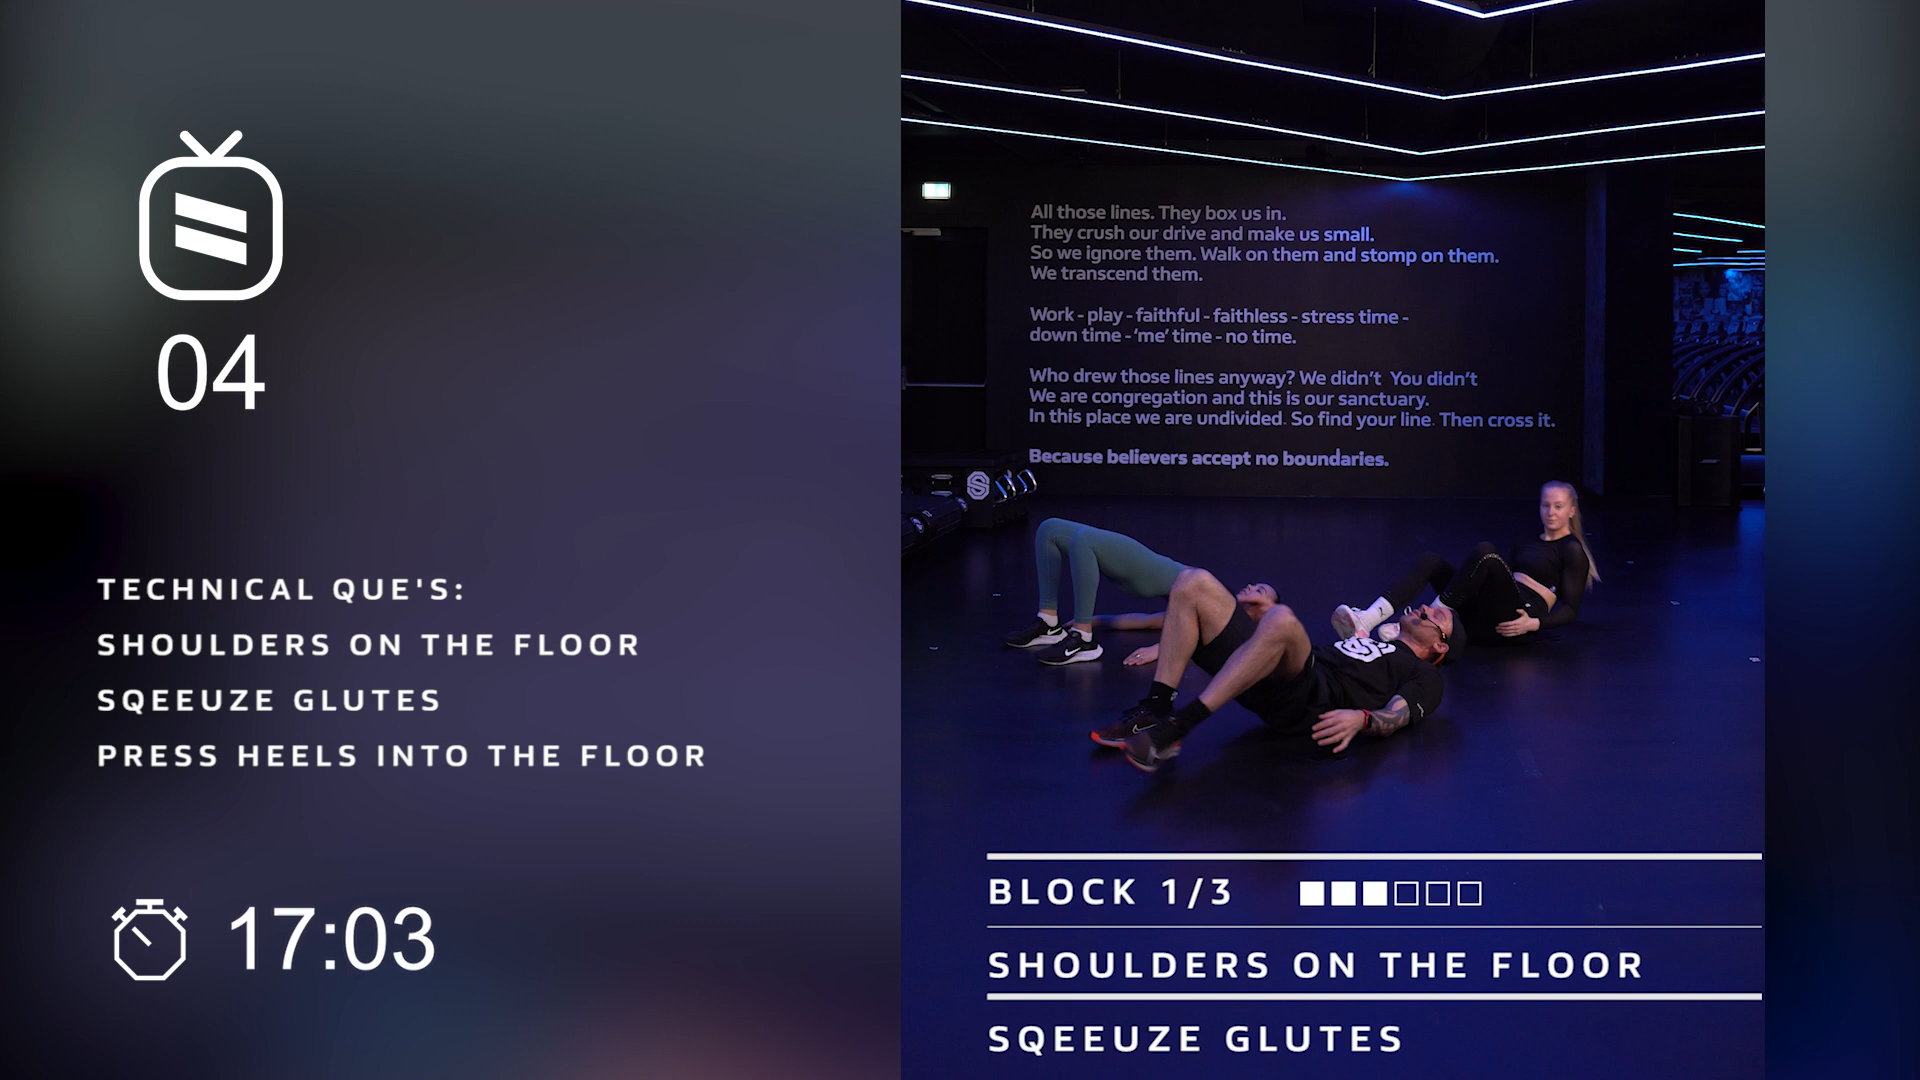 04
TECHNICAL QUE'S:
SHOULDERS ON THE FLOOR
SQEEUZE GLUTES
PRESS HEELS INTO THE FLOOR
17:03
All those lines. They box us in.
They crush our drive and make us small.
So we ignore them. Walk on them and stomp on them.
We transcend them.
Work - play - faithful - faithless - stress time -
down time - ‘me’ time - no time.
Who drew those lines anyway? We didn’t You didn’t
We are congregation and this is our sanctuary.
In this place we are undivided. So find your line. Then cross it.
Because believers accept no boundaries.
BLOCK 1/3
SHOULDERS ON THE FLOOR
SQEEUZE GLUTES